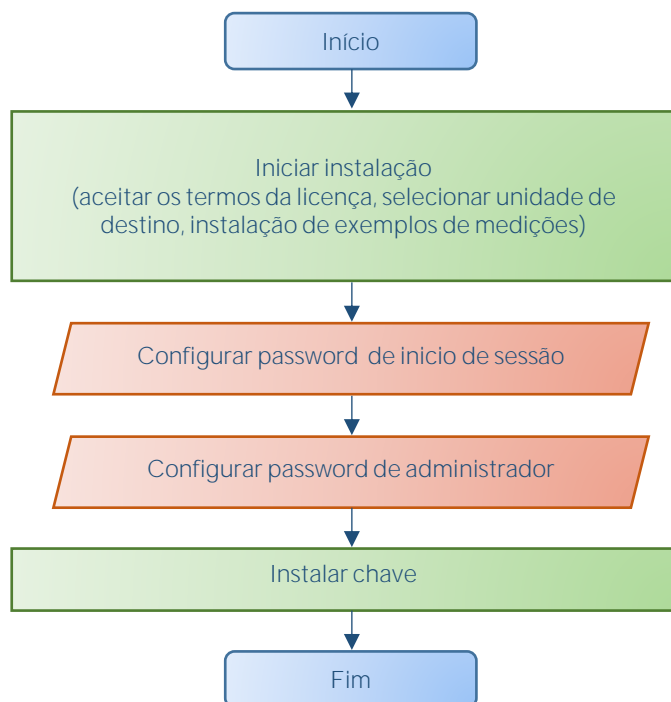 Início
Iniciar instalação
(aceitar os termos da licença, selecionar unidade de
destino, instalação de exemplos de medições)
Configurar password de inicio de sessão
Configurar password de administrador
Instalar chave
Fim